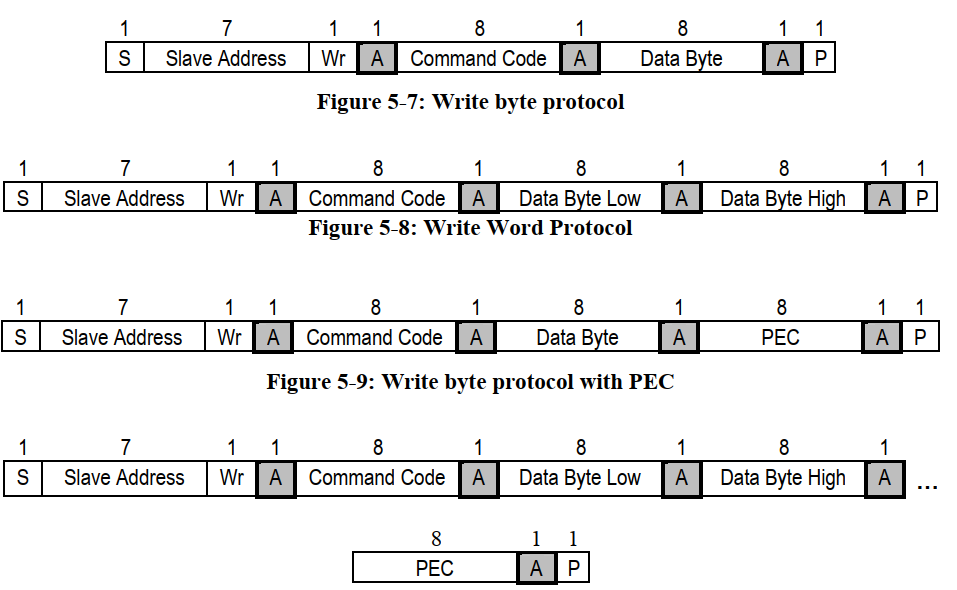 1 7 1 1 8 1 8 1 1
S Slave Address Wr A Command Code A Data Byte A P
Figure 5-7: Write byte protocol
1 7 1 1 8 1 8 1 8 1 1
S Slave Address Wr A Command Code A Data Byte Low A Data Byte High A P
Figure 5-8: Write Word Protocol
1 7 1 1 8 1 8 1 8 1 1
S Slave Address Wr A Command Code A Data Byte A PEC A P
Figure 5-9: Write byte protocol with PEC
1 7 1 1 8 1 8 1 8 1
S Slave Address Wr A Command Code A Data Byte Low A Data Byte High A ...
8 1 1
PEC A P